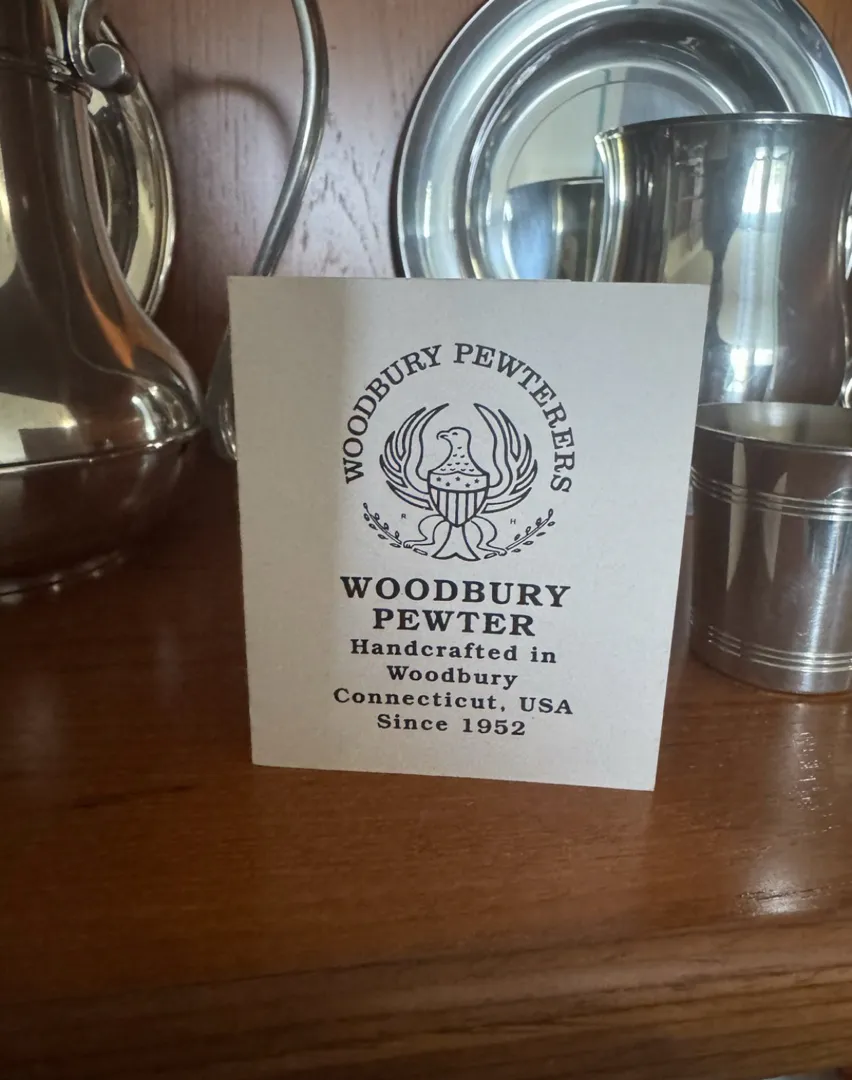 WOODBURY PEWTERERS
R H
WOODBURY
PEWTER
Handcrafted in
Woodbury
Connecticut, USA
Since 1952